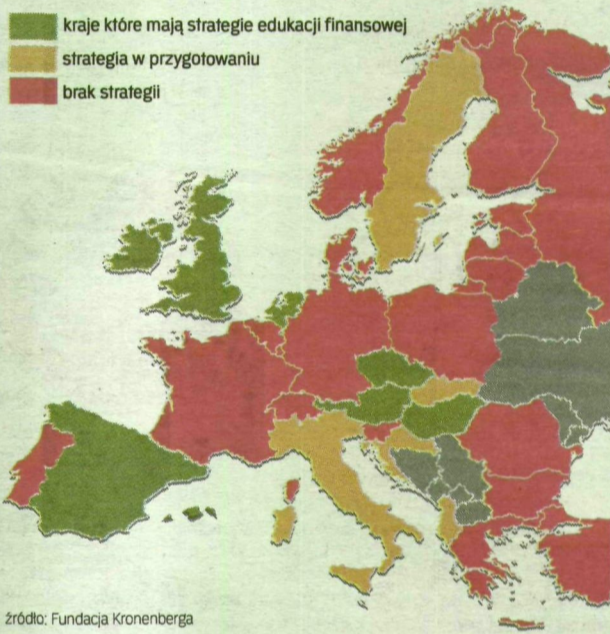 kraje które mają strategie edukacji finansowej
strategia w przygotowaniu
brak strategii
źródło: Fundacja Kronenberga